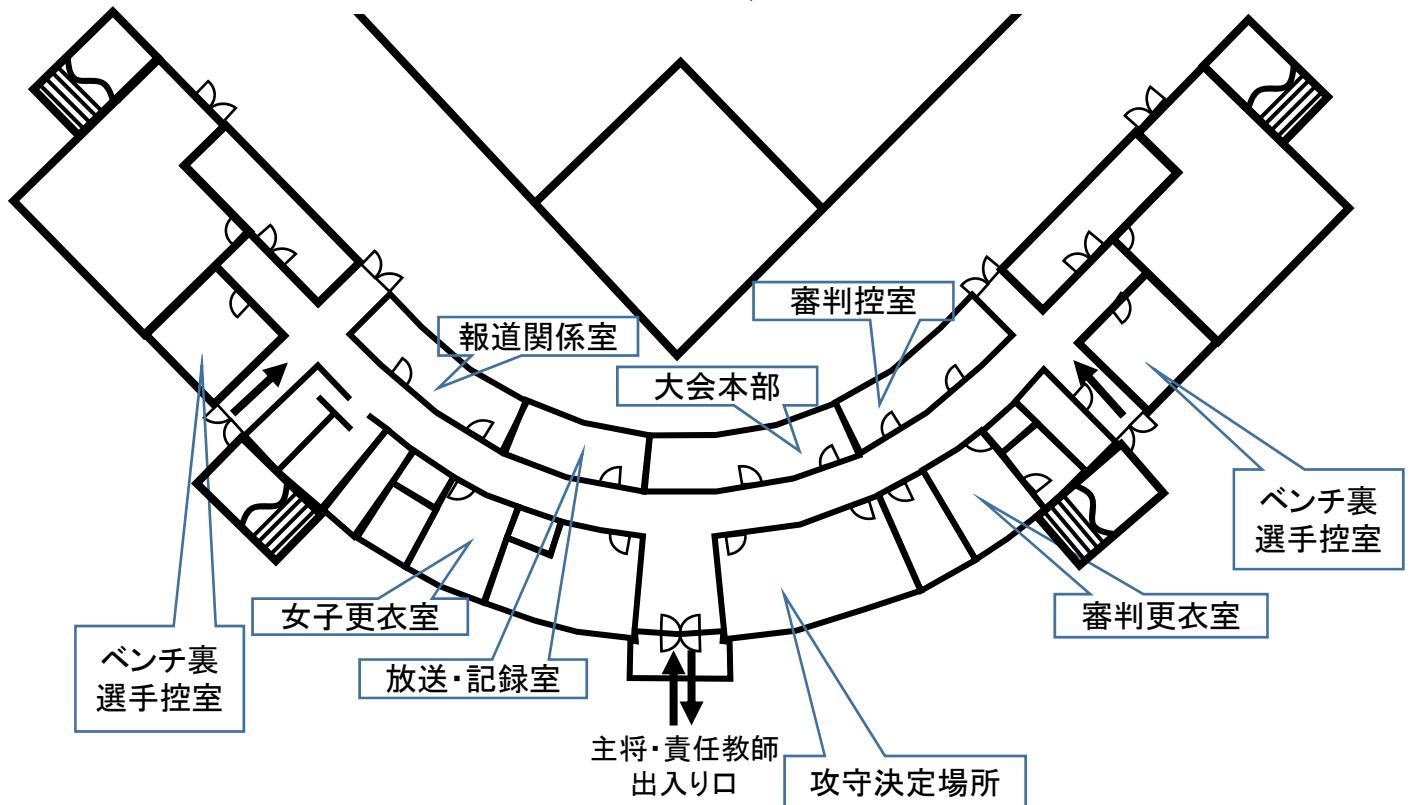 審判控室
報道関係室
大会本部
ベンチ裏
選手控室
女子更衣室
審判更衣室
ベンチ裏
選手控室
放送・記録室
主将・責任教師
出入り口
攻守決定場所